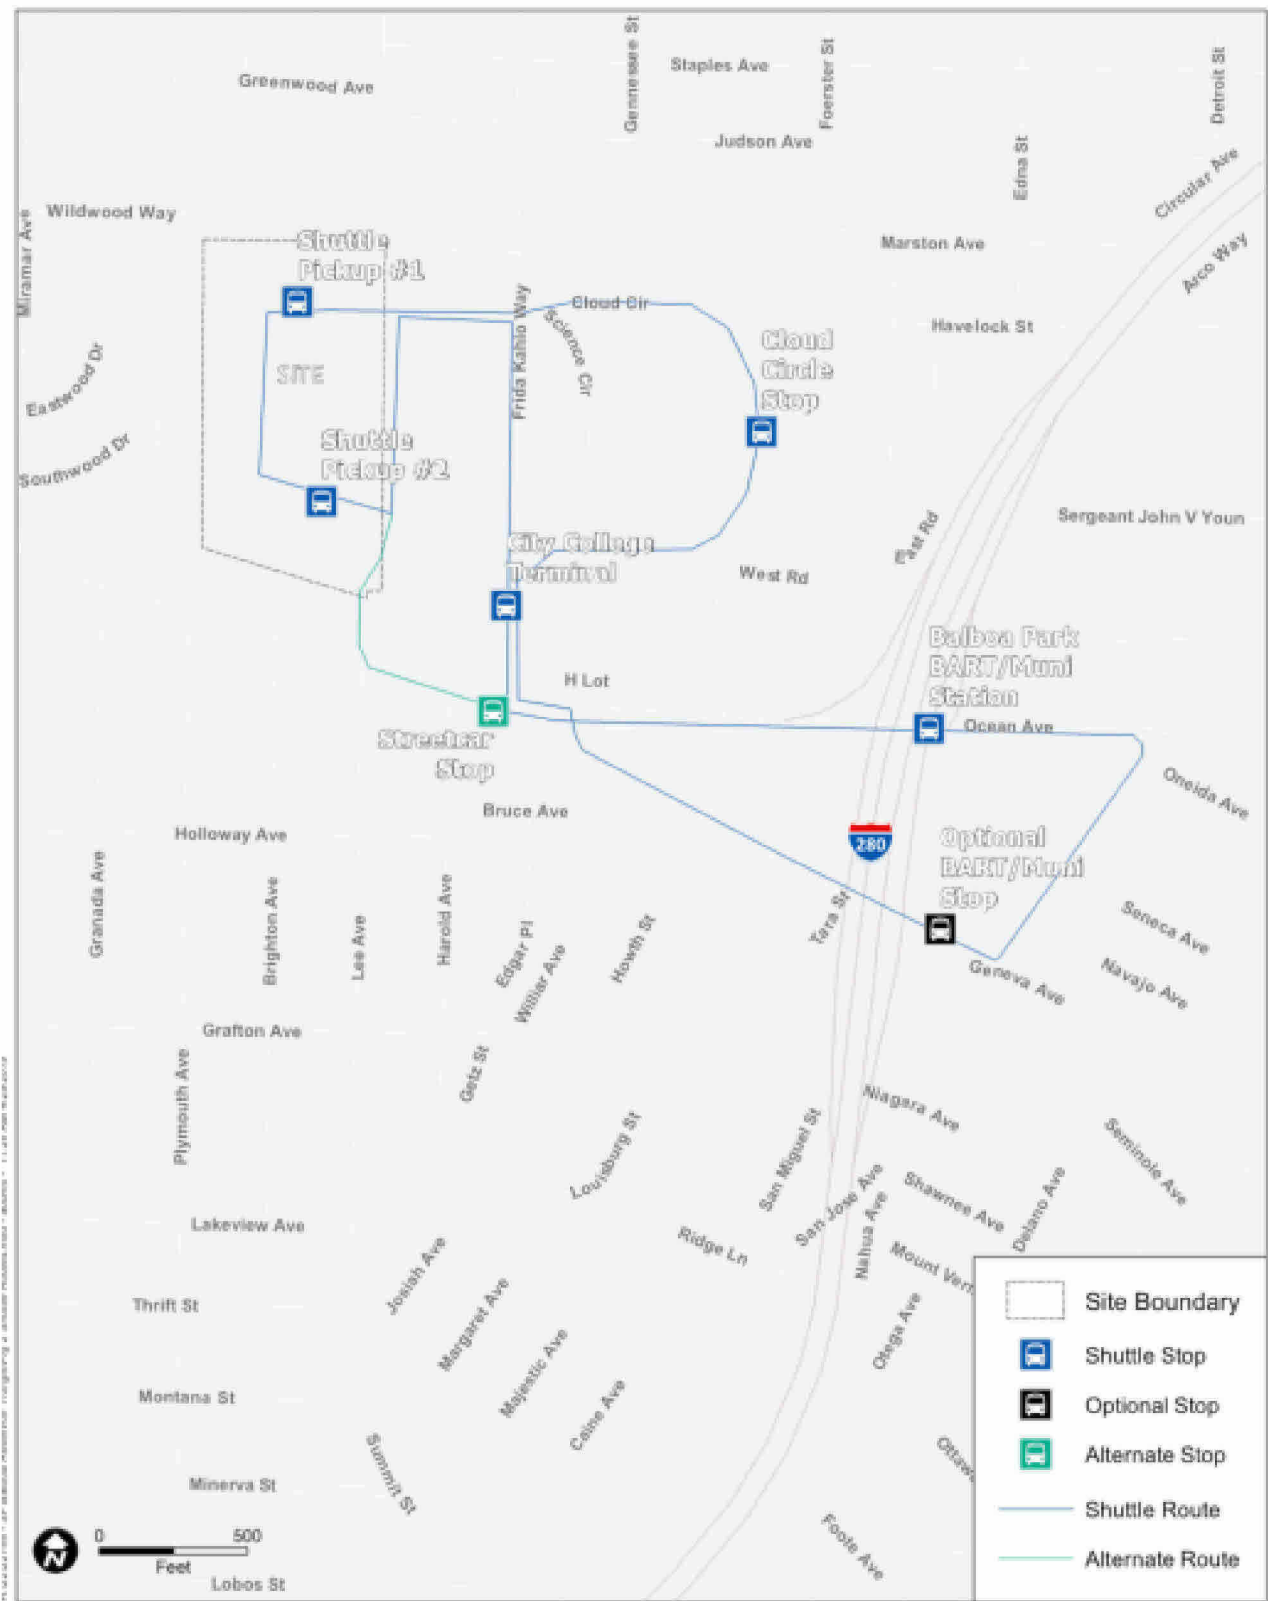 Gennessee St
Staples Ave
Foerster St
Detroit St
Greenwood Ave
Judson Ave
Edna St
Circular Ave
Wildwood Way
Miramar Ave
Shuttle
Pickup #1
Marston Ave
Arco Way
Cloud Cir
Frida Kahlo Way
Science Cir
Havelock St
Cloud
Circle
Stop
Eastwood Dr
SITE
Southwood Dr
Shuttle
Pickup #2
East Rd
Sergeant John V Youn
City College
Terminal
West Rd
Balboa Park
BART/Muni
Station
H Lot
Ocean Ave
Streetcar
Stop
Oneida Ave
Bruce Ave
Holloway Ave
280
Optional
BART/Muni
Stop
Granada Ave
Brighton Ave
Lee Ave
Harold Ave
Edgar Pl
Williar Ave
Howth St
Tara St
Seneca Ave
Geneva Ave
Navajo Ave
Grafton Ave
Plymouth Ave
Getz St
Niagara Ave
Louisburg St
San Miguel St
Seminole Ave
San Jose Ave
Shawnee Ave
Delano Ave
Lakeview Ave
Ridge Ln
Nahua Ave
Mount Vern
Josiah Ave
Thrift St
Margaret Ave
Majestic Ave
Otega Ave
Montana St
Caine Ave
Summit St
Ottaw
Minerva St
Foote Ave
Site Boundary
Shuttle Stop
Optional Stop
Alternate Stop
Shuttle Route
Alternate Route
N
0 500
Feet
Lobos St